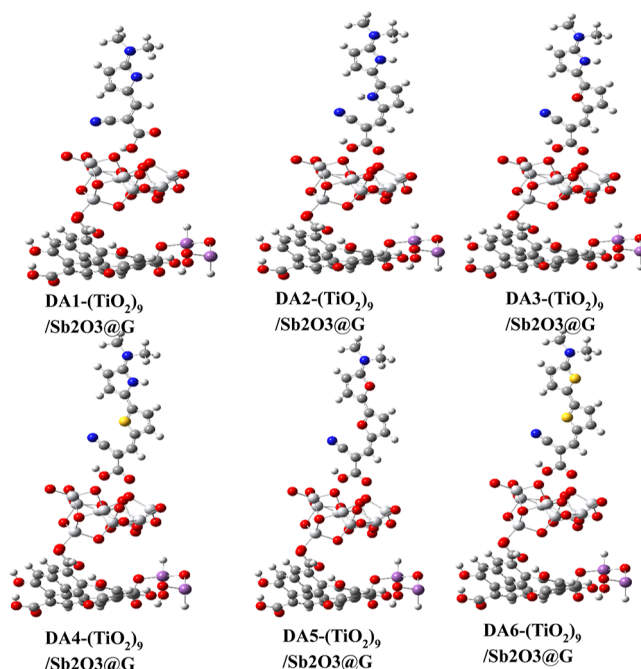 DA1-(TiO₂)₉
/Sb2O3@G
DA2-(TiO₂)₉
/Sb2O3@G
DA3-(TiO₂)₉
/Sb2O3@G
DA4-(TiO₂)₉
/Sb2O3@G
DA5-(TiO₂)₉
/Sb2O3@G
DA6-(TiO₂)₉
/Sb2O3@G